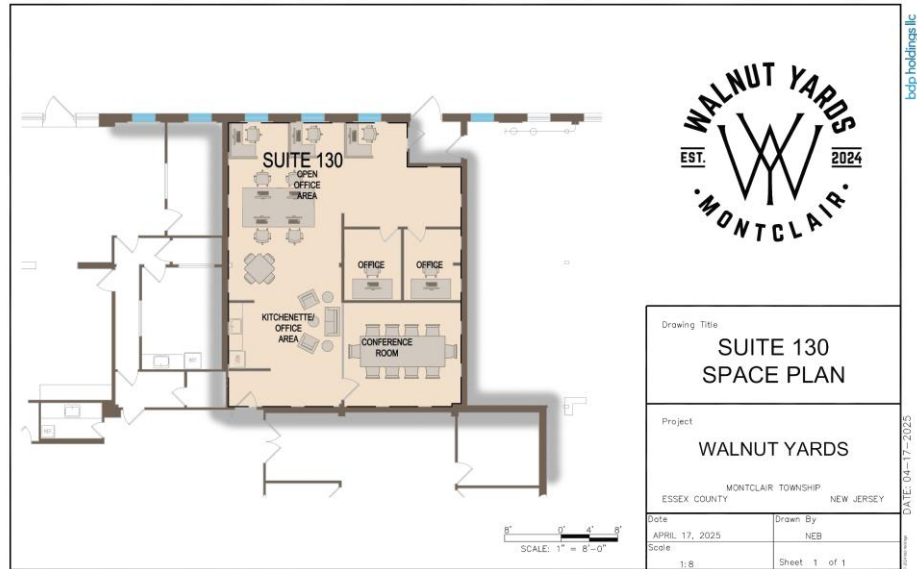 bdp holdings llc
WALNUT YARDS
EST.
2024
• MONTCLAIR •
SUITE 130
OPEN
OFFICE
AREA
OFFICE
OFFICE
KITCHENETTE/
OFFICE
AREA
CONFERENCE
ROOM
Drawing Title
SUITE 130
SPACE PLAN
Project
WALNUT YARDS
MONTCLAIR TOWNSHIP
ESSEX COUNTY
NEW JERSEY
Date
APRIL 17, 2025
Drawn By
NEB
Scale
1:8
Sheet 1 of 1
8'
0'
4'
8'
SCALE: 1" = 8'-0"
DATE: 04-17-2025